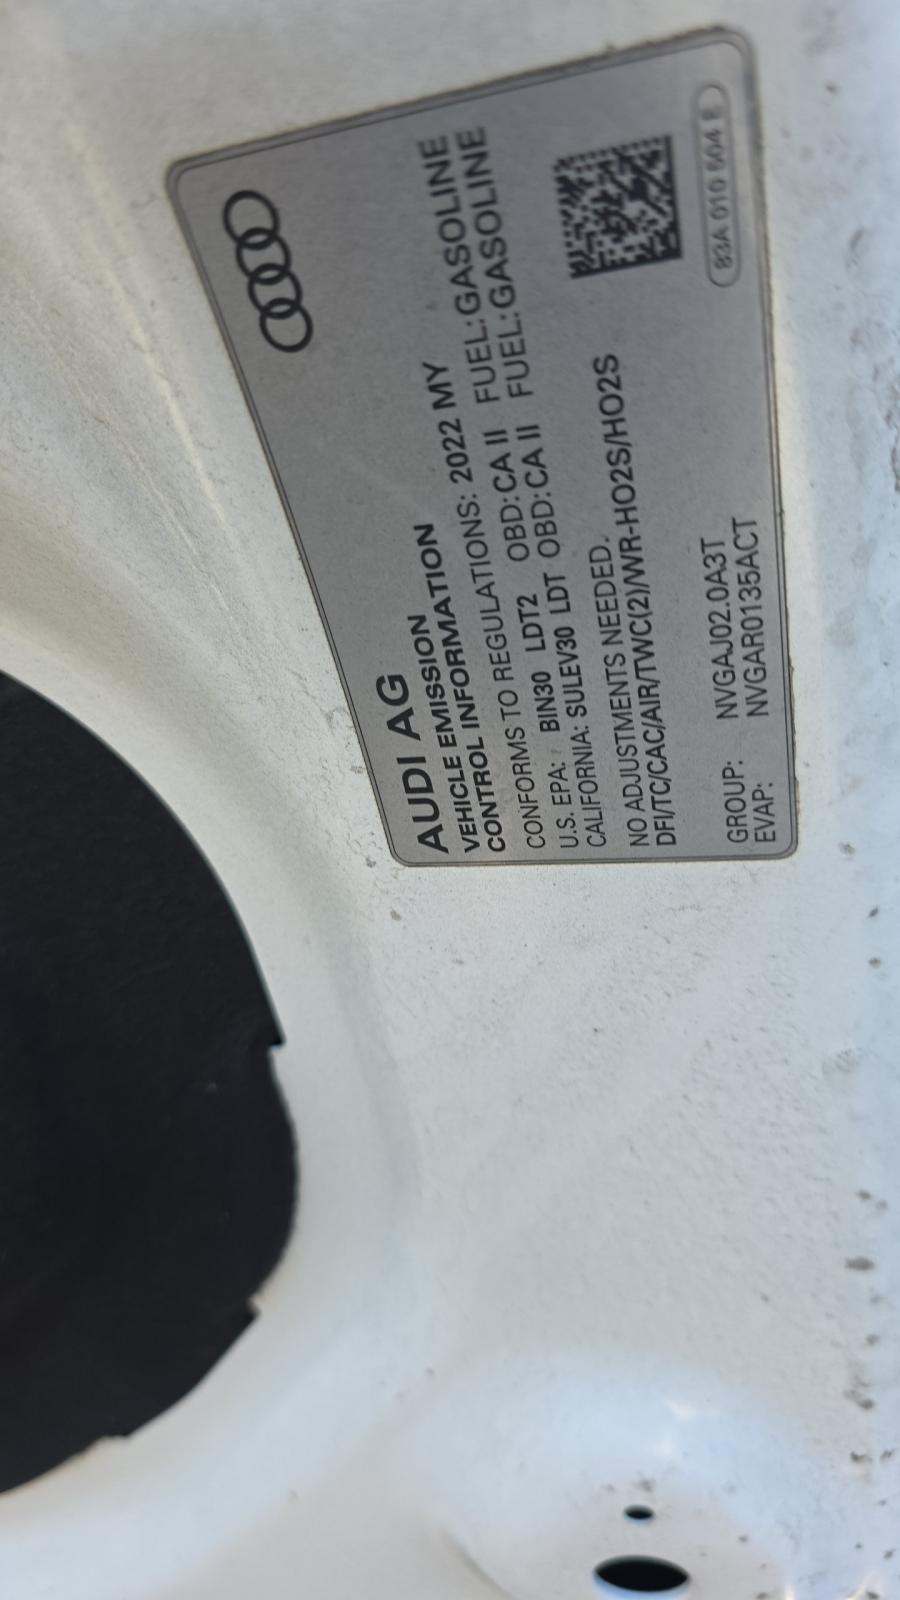 AUDI AG
VEHICLE EMISSION
CONTROL INFORMATION
CONFORMS TO REGULATIONS: 2022 MY
U.S. EPA: BIN30 LDT2 OBD:CA II FUEL:GASOLINE
CALIFORNIA: SULEV30 LDT OBD:CA II FUEL:GASOLINE
NO ADJUSTMENTS NEEDED.
DFI/TC/CAC/AIR/TWC(2)/WR-HO2S/HO2S
GROUP: NVGAJ02.0A3T
EVAP: NVGAR0135ACT
83A 010 504 E